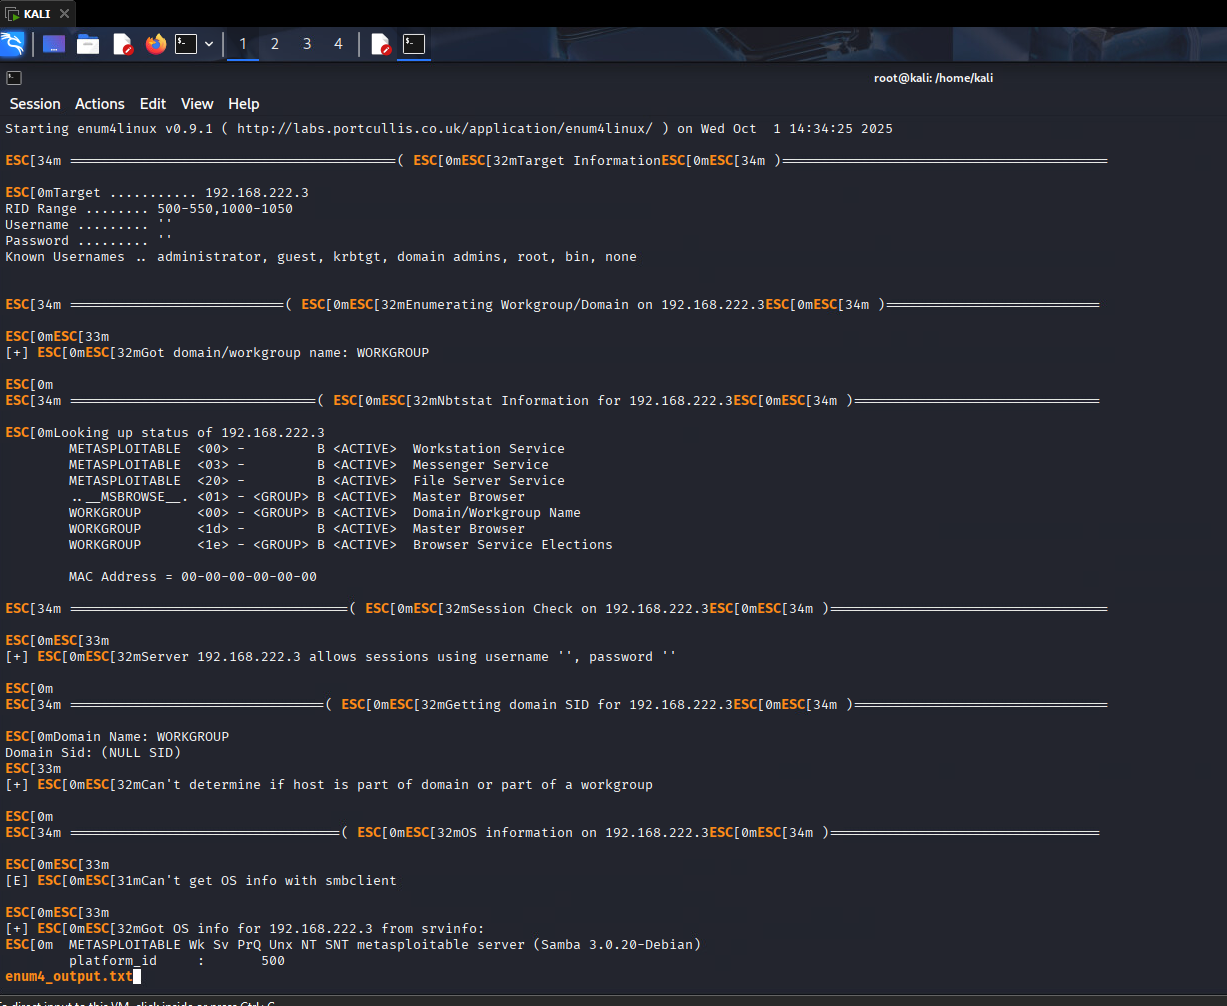 KALI
1 2 3 4
root@kali: /home/kali
Session Actions Edit View Help
Starting enum4linux v0.9.1 ( http://labs.portcullis.co.uk/application/enum4linux/ ) on Wed Oct  1 14:34:25 2025
ESC[34m =========================================( ESC[0mESC[32mTarget InformationESC[0mESC[34m )=========================================
ESC[0mTarget ........... 192.168.222.3
RID Range ........ 500-550,1000-1050
Username ......... ''
Password ......... ''
Known Usernames .. administrator, guest, krbtgt, domain admins, root, bin, none
ESC[34m ===========================( ESC[0mESC[32mEnumerating Workgroup/Domain on 192.168.222.3ESC[0mESC[34m )===========================
ESC[0mESC[33m
[+] ESC[0mESC[32mGot domain/workgroup name: WORKGROUP
ESC[0m
ESC[34m ===============================( ESC[0mESC[32mNbtstat Information for 192.168.222.3ESC[0mESC[34m )===============================
ESC[0mLooking up status of 192.168.222.3
METASPLOITABLE  <00> -         B <ACTIVE>  Workstation Service
METASPLOITABLE  <03> -         B <ACTIVE>  Messenger Service
METASPLOITABLE  <20> -         B <ACTIVE>  File Server Service
..__MSBROWSE__. <01> - <GROUP> B <ACTIVE>  Master Browser
WORKGROUP       <00> - <GROUP> B <ACTIVE>  Domain/Workgroup Name
WORKGROUP       <1d> -         B <ACTIVE>  Master Browser
WORKGROUP       <1e> - <GROUP> B <ACTIVE>  Browser Service Elections
MAC Address = 00-00-00-00-00-00
ESC[34m ===================================( ESC[0mESC[32mSession Check on 192.168.222.3ESC[0mESC[34m )===================================
ESC[0mESC[33m
[+] ESC[0mESC[32mServer 192.168.222.3 allows sessions using username '', password ''
ESC[0m
ESC[34m ================================( ESC[0mESC[32mGetting domain SID for 192.168.222.3ESC[0mESC[34m )================================
ESC[0mDomain Name: WORKGROUP
Domain Sid: (NULL SID)
ESC[33m
[+] ESC[0mESC[32mCan't determine if host is part of domain or part of a workgroup
ESC[0m
ESC[34m ==================================( ESC[0mESC[32mOS information on 192.168.222.3ESC[0mESC[34m )==================================
ESC[0mESC[33m
[E] ESC[0mESC[31mCan't get OS info with smbclient
ESC[0mESC[33m
[+] ESC[0mESC[32mGot OS info for 192.168.222.3 from srvinfo:
ESC[0m  METASPLOITABLE Wk Sv PrQ Unx NT SNT metasploitable server (Samba 3.0.20-Debian)
platform_id     :       500
enum4_output.txt
direct input to this VM, click inside or press Ctrl+G.